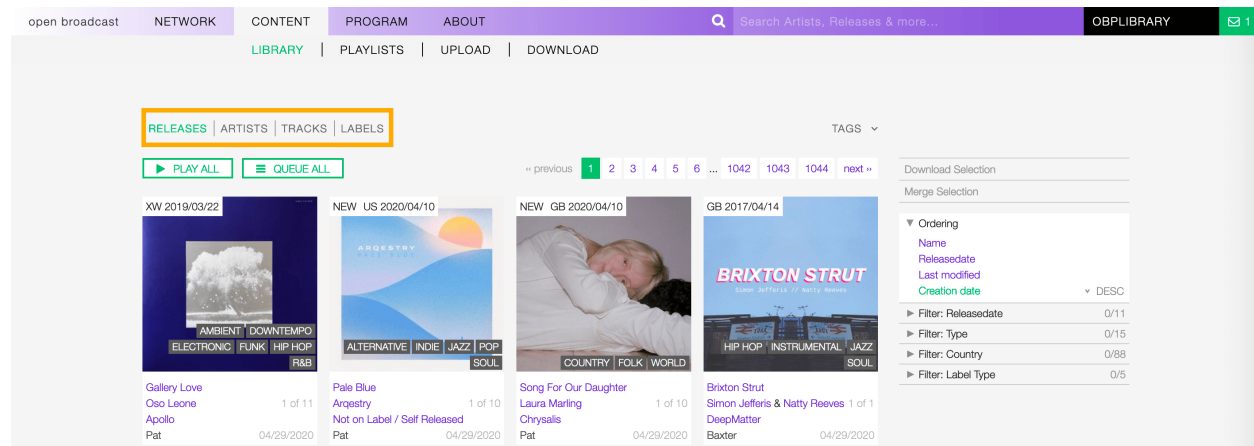 open broadcast NETWORK CONTENT PROGRAM ABOUT Search Artists, Releases & more... OBPLIBRARY 1
LIBRARY | PLAYLISTS | UPLOAD | DOWNLOAD
RELEASES | ARTISTS | TRACKS | LABELS TAGS
PLAY ALL QUEUE ALL ‹‹ previous 1 2 3 4 5 6 ... 1042 1043 1044 next ››
Download Selection
Merge Selection
Ordering
Name
Releasedate
Last modified
Creation date DESC
Filter: Releasedate 0/11
Filter: Type 0/15
Filter: Country 0/88
Filter: Label Type 0/5
XW 2019/03/22
AMBIENT DOWNTEMPO
ELECTRONIC FUNK HIP HOP
R&B
Gallery Love
Oso Leone 1 of 11
Apollo
Pat 04/29/2020
NEW US 2020/04/10
ARQESTRY
PALE BLUE
ALTERNATIVE INDIE JAZZ POP
SOUL
Pale Blue
Arqestry 1 of 10
Not on Label / Self Released
Pat 04/29/2020
NEW GB 2020/04/10
COUNTRY FOLK WORLD
Song For Our Daughter
Laura Marling 1 of 10
Chrysalis
Pat 04/29/2020
GB 2017/04/14
BRIXTON STRUT
Simon Jefferis // Natty Reeves
HIP HOP INSTRUMENTAL JAZZ
SOUL
Brixton Strut
Simon Jefferis & Natty Reeves 1 of 1
DeepMatter
Baxter 04/29/2020